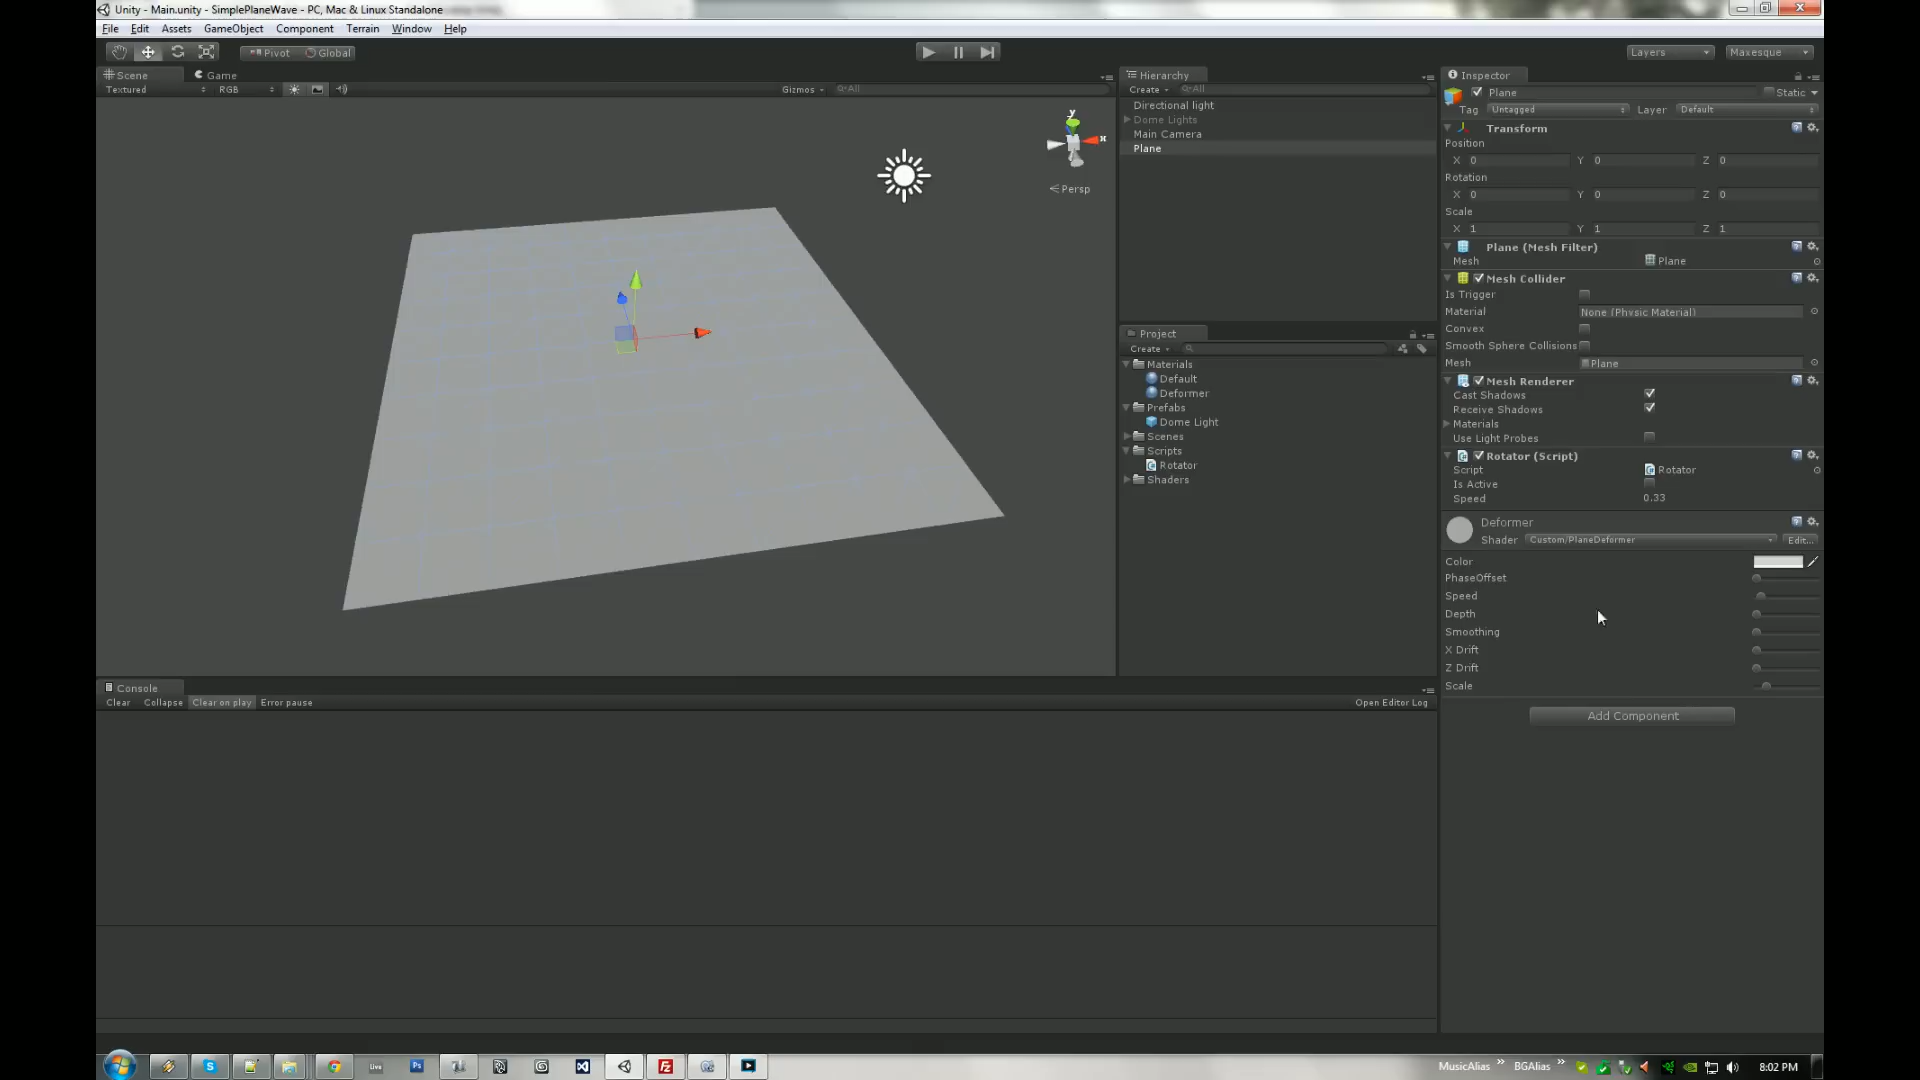 Unity - Main.unity - SimplePlaneWave - PC, Mac & Linux Standalone
File Edit Assets GameObject Component Terrain Window Help
Pivot Global Layers Maxesque
Scene Game
Textured RGB Gizmos All
y
x
Persp
Console
Clear Collapse Clear on play Error pause Open Editor Log
Hierarchy
Create All
Directional light
Dome Lights
Main Camera
Plane
Project
Create
Materials
Default
Deformer
Prefabs
Dome Light
Scenes
Scripts
Rotator
Shaders
Inspector
Plane Static
Tag Untagged Layer Default
Transform
Position
X 0 Y 0 Z 0
Rotation
X 0 Y 0 Z 0
Scale
X 1 Y 1 Z 1
Plane (Mesh Filter)
Mesh Plane
Mesh Collider
Is Trigger
Material None (Physic Material)
Convex
Smooth Sphere Collisions
Mesh Plane
Mesh Renderer
Cast Shadows
Receive Shadows
Materials
Use Light Probes
Rotator (Script)
Script Rotator
Is Active
Speed 0.33
Deformer
Shader Custom/PlaneDeformer Edit...
Color
PhaseOffset
Speed
Depth
Smoothing
X Drift
Z Drift
Scale
Add Component
Live Ps Fz MusicAlias BGAlias 8:02 PM